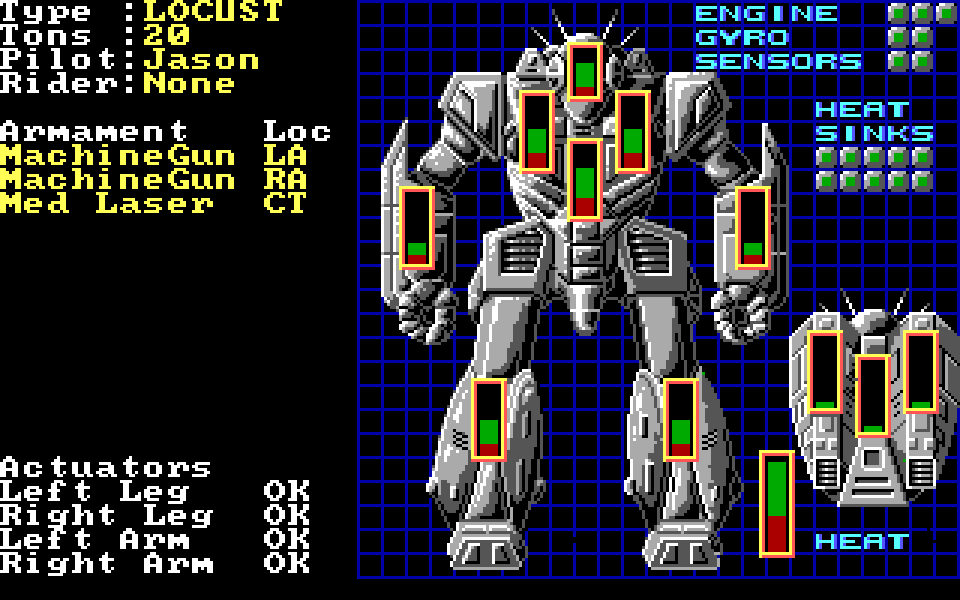 Type :LOCUST
Tons :20
Pilot:Jason
Rider:None
Armament Loc
MachineGun LA
MachineGun RA
Med Laser CT
Actuators
Left Leg OK
Right Leg OK
Left Arm OK
Right Arm OK
ENGINE
GYRO
SENSORS
HEAT
SINKS
HEAT